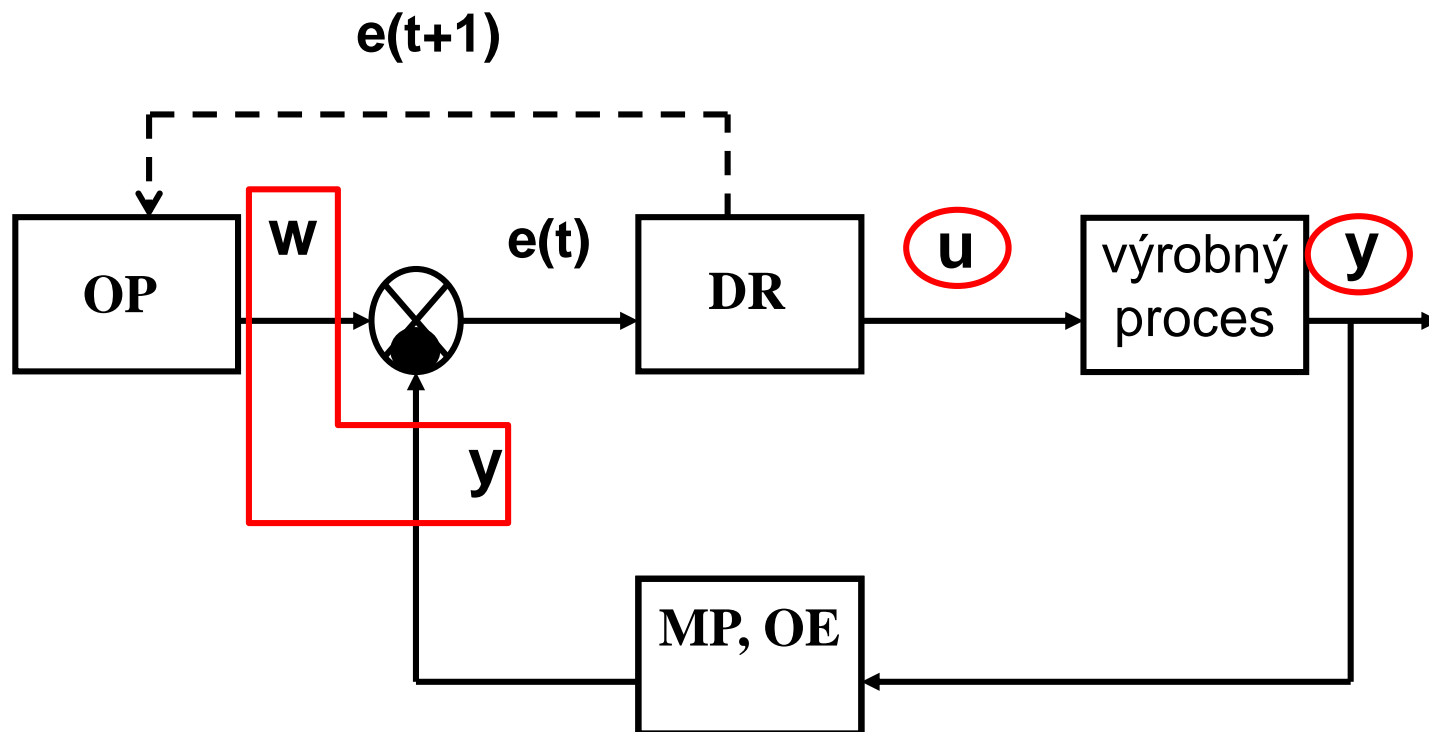 e(t+1)
OP
w
e(t)
DR
u
výrobný
proces
y
y
MP, OE